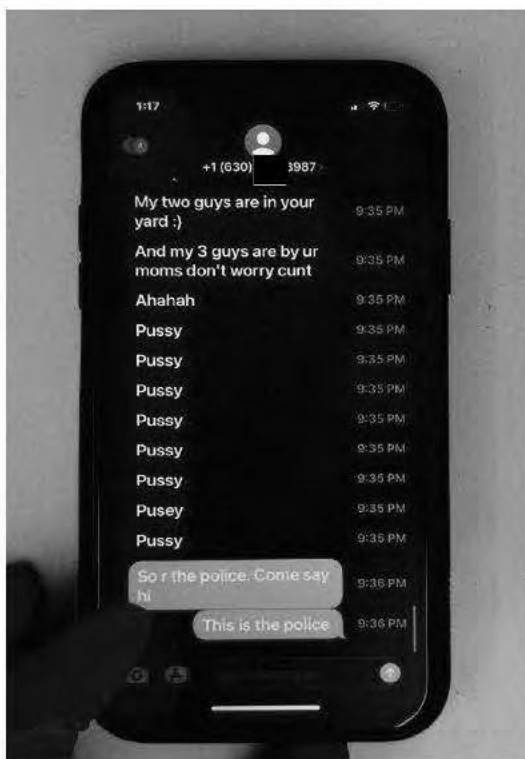 1:17
+1 (630) 3987
My two guys are in your
yard :)
9:35 PM
And my 3 guys are by ur
moms don't worry cunt
9:35 PM
Ahahah
9:35 PM
Pussy
9:35 PM
Pussy
9:35 PM
Pussy
9:35 PM
Pussy
9:35 PM
Pussy
9:35 PM
Pussy
9:35 PM
Pusey
9:35 PM
Pussy
9:35 PM
So r the police. Come say
hi
9:36 PM
This is the police
9:36 PM